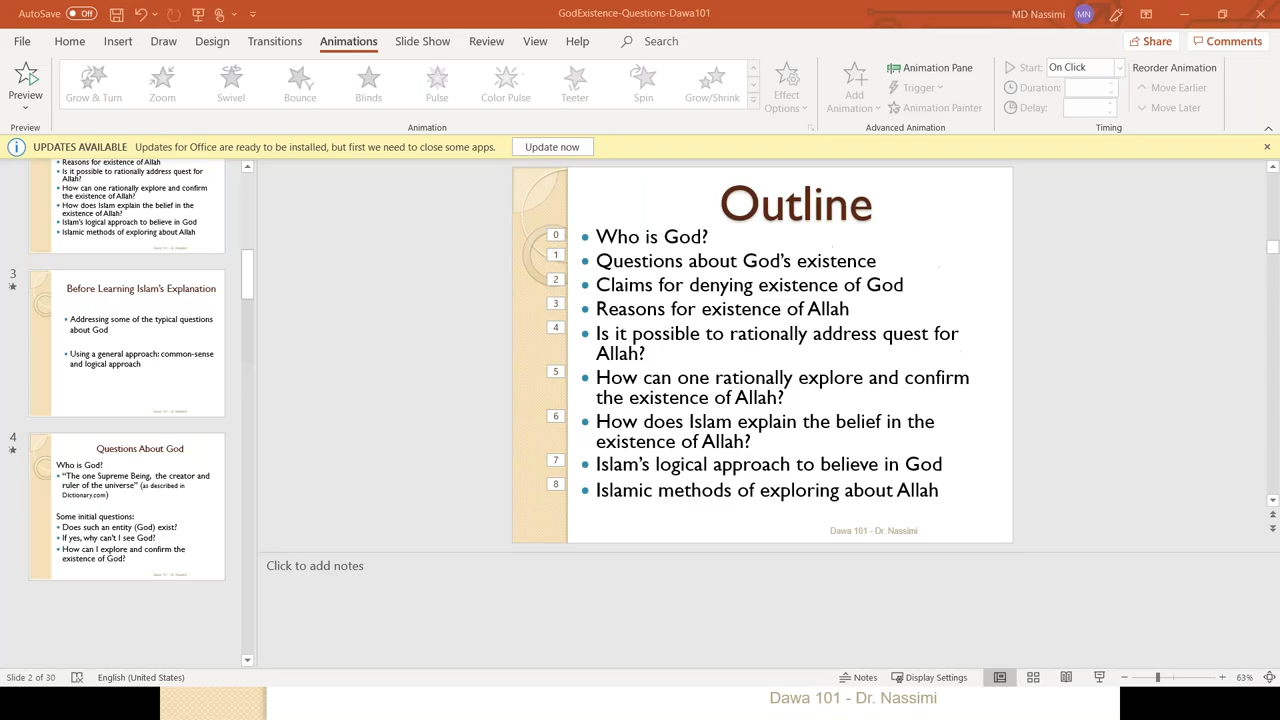 AutoSave Off
GodExistence-Questions-Dawa101
MD Nassimi MN
File Home Insert Draw Design Transitions Animations Slide Show Review View Help Search Share Comments
Preview
Grow & Turn Zoom Swivel Bounce Blinds Pulse Color Pulse Teeter Spin Grow/Shrink
Effect Options
Add Animation
Animation Pane
Trigger
Animation Painter
Start: On Click
Duration:
Delay:
Reorder Animation
Move Earlier
Move Later
Preview Animation Advanced Animation Timing
UPDATES AVAILABLE Updates for Office are ready to be installed, but first we need to close some apps. Update now
Reasons for existence of Allah
• Is it possible to rationally address quest for
Allah?
• How can one rationally explore and confirm
the existence of Allah?
• How does Islam explain the belief in the
existence of Allah?
• Islam's logical approach to believe in God
• Islamic methods of exploring about Allah
Dawa 101 - Dr. Nassimi
3
Before Learning Islam's Explanation
• Addressing some of the typical questions
about God
• Using a general approach: common-sense
and logical approach
Dawa 101 - Dr. Nassimi
4
Questions About God
Who is God?
• "The one Supreme Being, the creator and
ruler of the universe" (as described in
Dictionary.com)
Some initial questions:
• Does such an entity (God) exist?
• If yes, why can't I see God?
• How can I explore and confirm the
existence of God?
Dawa 101 - Dr. Nassimi
Outline
0 • Who is God?
1 • Questions about God's existence
2 • Claims for denying existence of God
3 • Reasons for existence of Allah
4 • Is it possible to rationally address quest for
Allah?
5 • How can one rationally explore and confirm
the existence of Allah?
6 • How does Islam explain the belief in the
existence of Allah?
7 • Islam's logical approach to believe in God
8 • Islamic methods of exploring about Allah
Dawa 101 - Dr. Nassimi
Click to add notes
Slide 2 of 30 English (United States) Notes Display Settings 63%
Dawa 101 - Dr. Nassimi